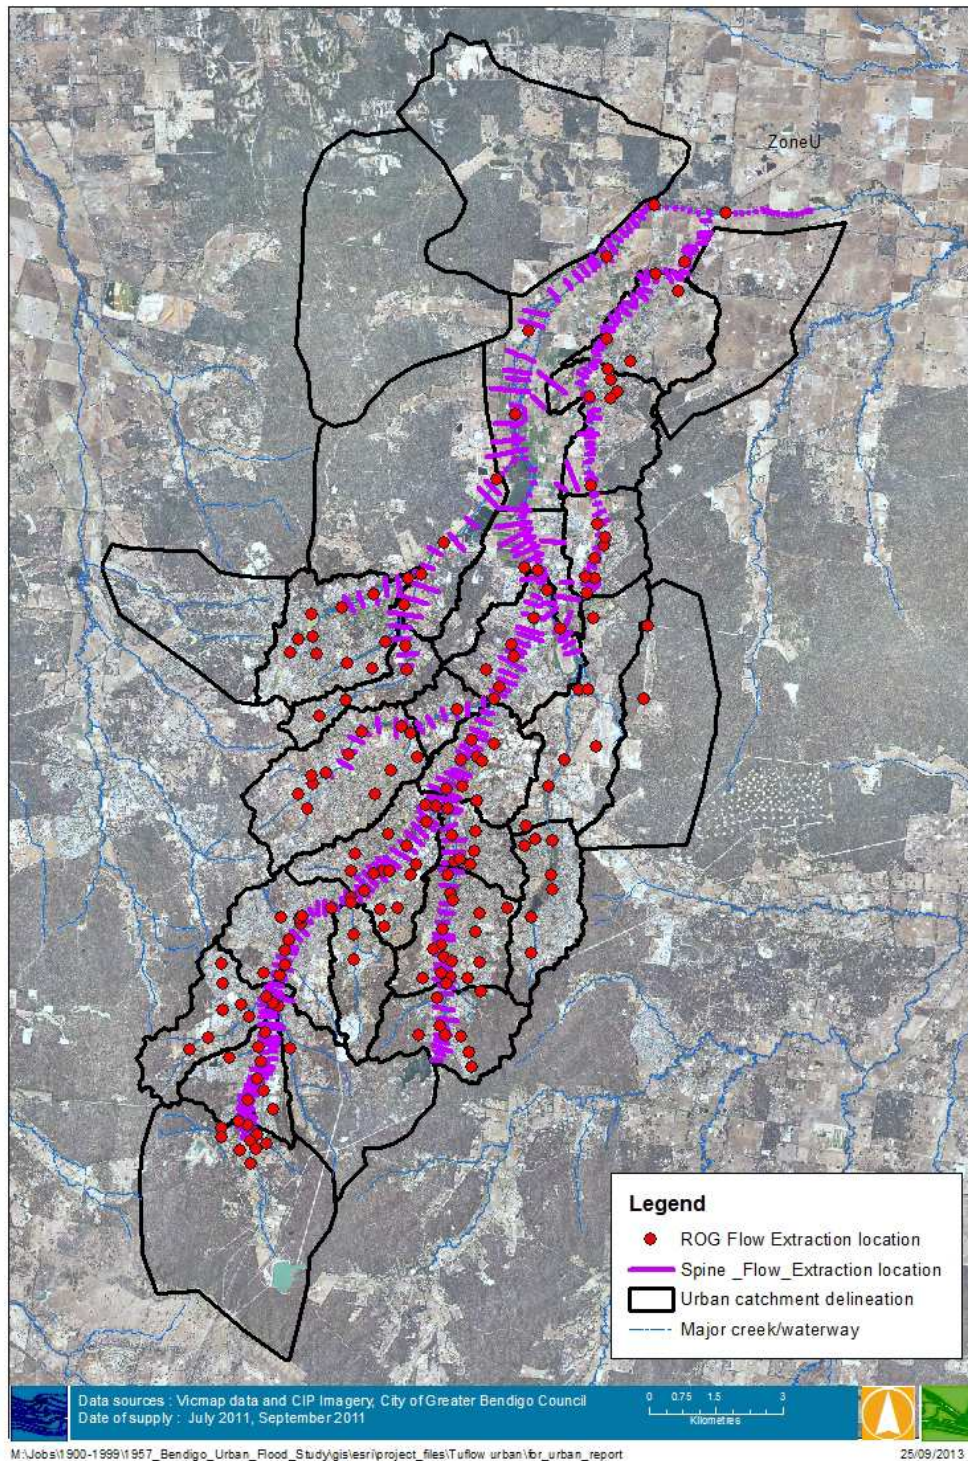 ZoneU
Legend
ROG Flow Extraction location
Spine _Flow_Extraction location
Urban catchment delineation
Major creek/waterway
Data sources : Vicmap data and CIP Imagery, City of Greater Bendigo Council
Date of supply : July 2011, September 2011
0 0.75 1.5 3
Kilometres
M:\Jobs\1900-1999\1957_Bendigo_Urban_Flood_Study\gis\esri\project_files\Tuflow urban\for_urban_report
25/09/2013